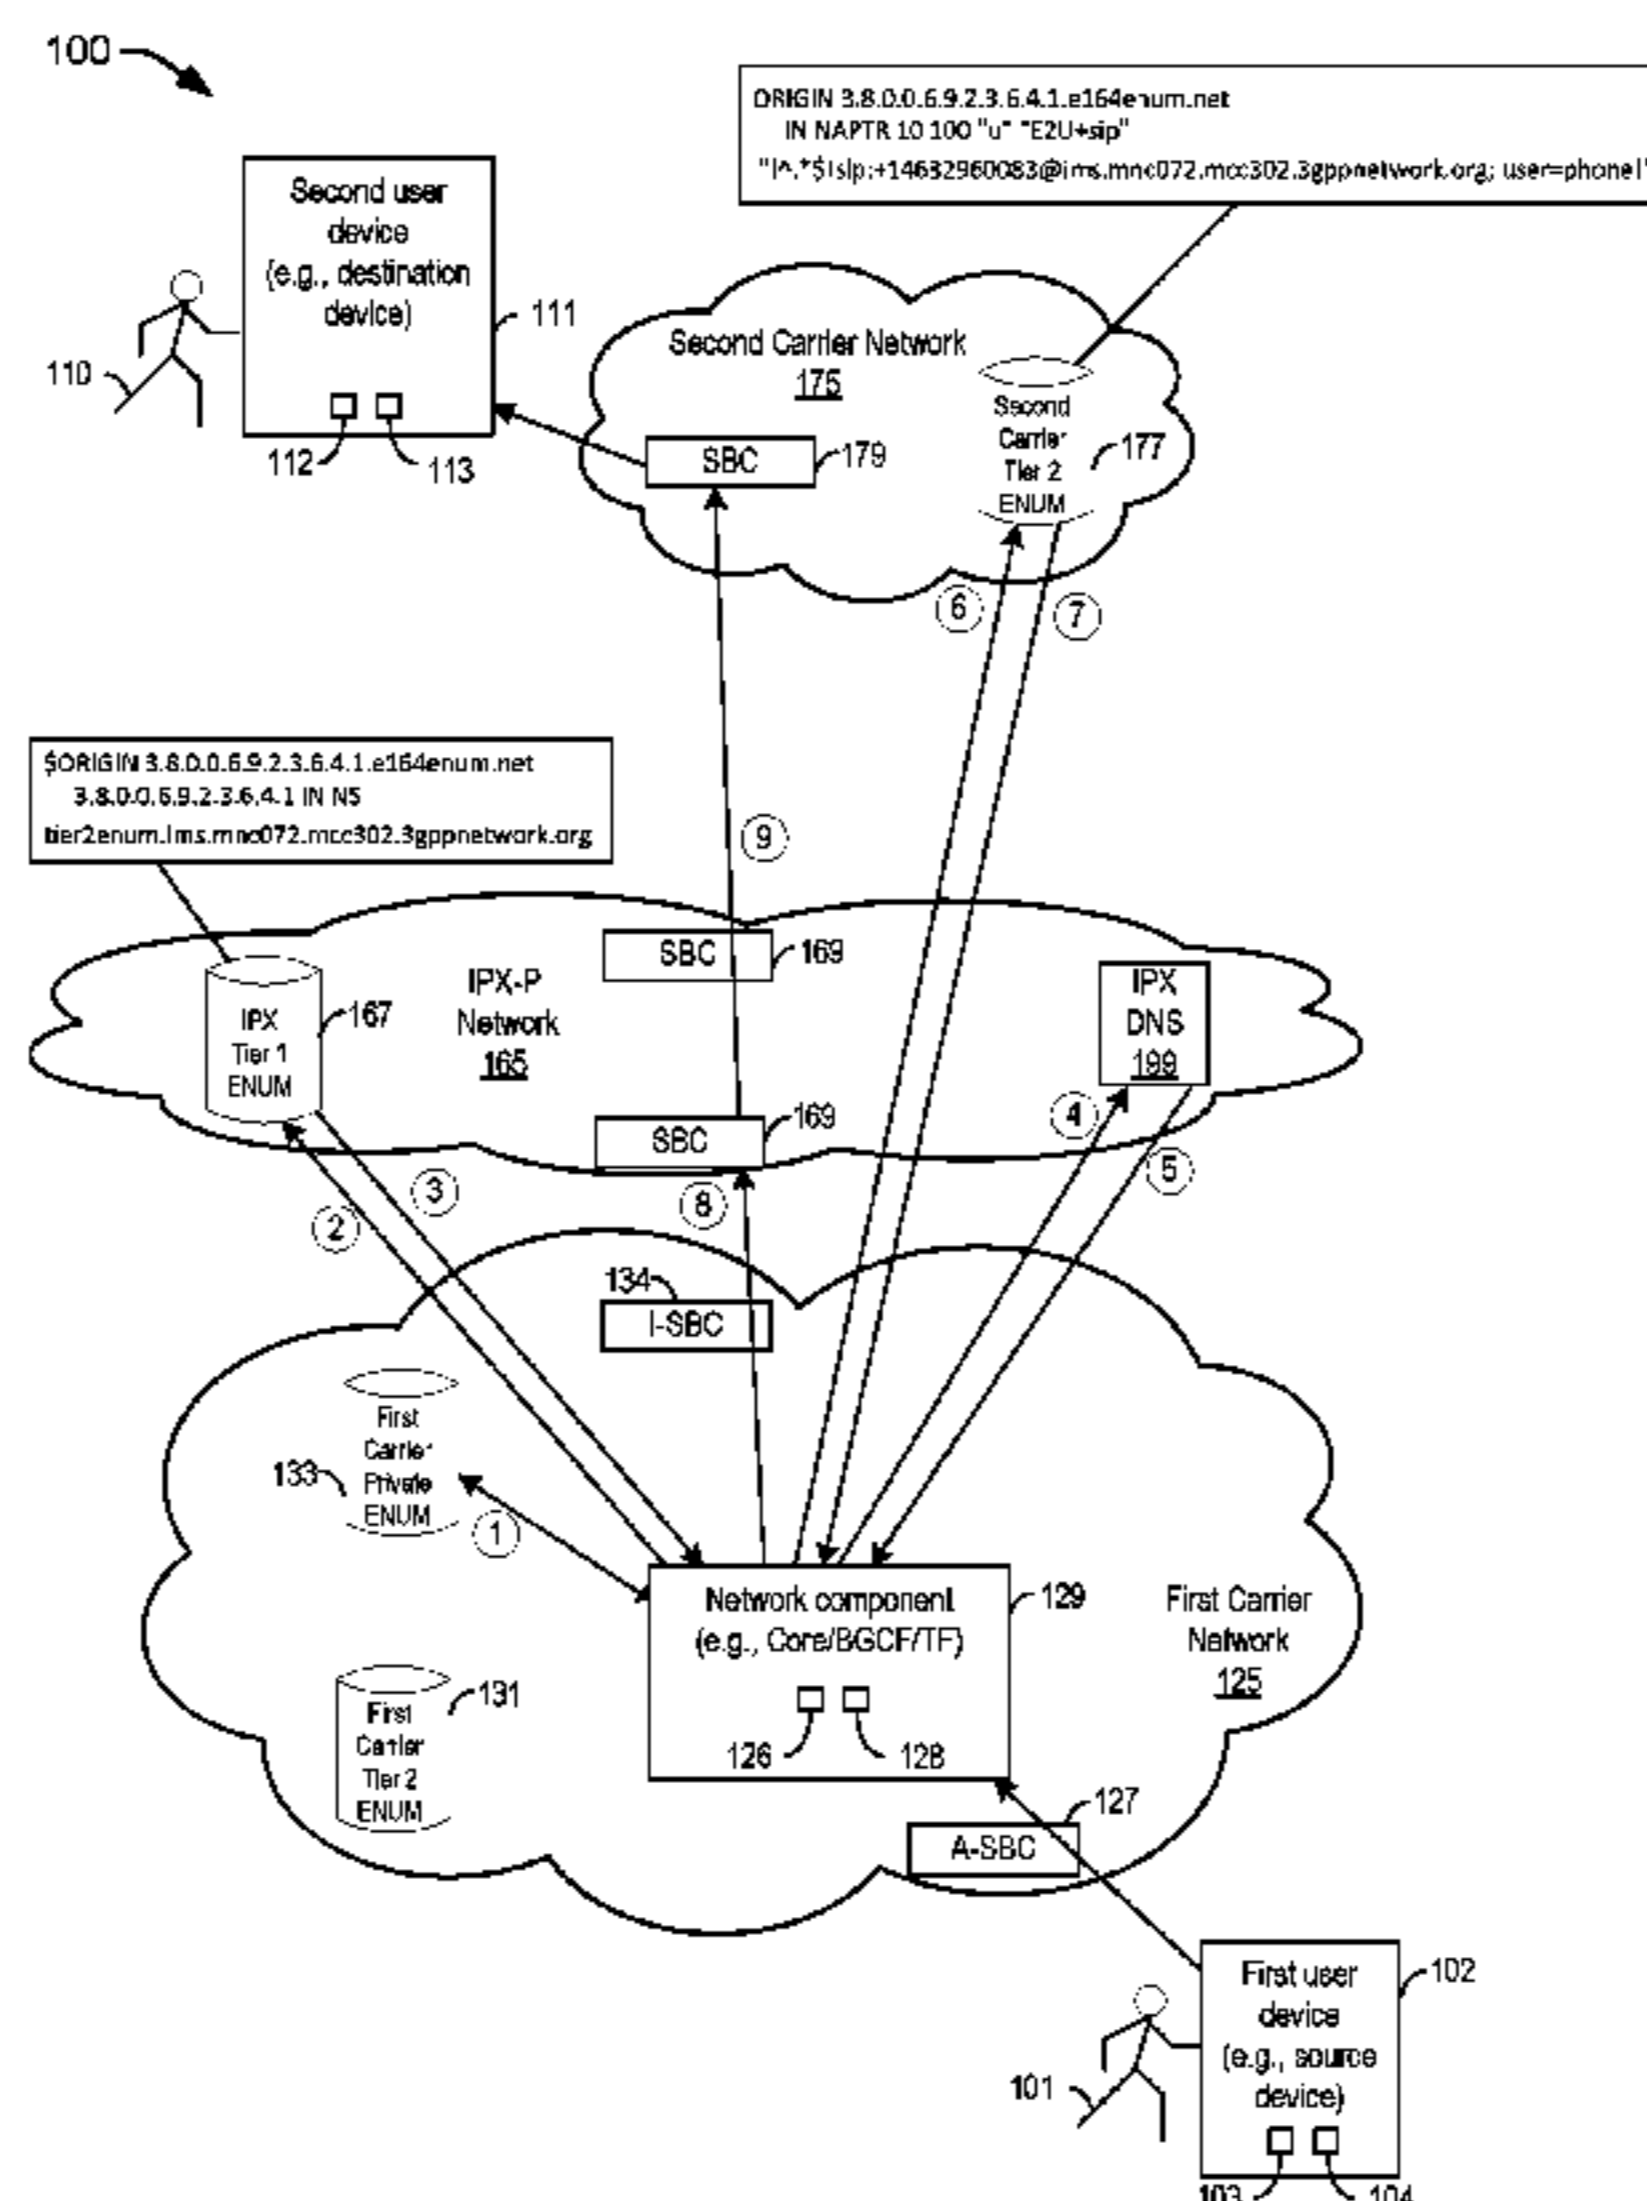 100
ORIGIN 3.8.0.0.6.9.2.3.6.4.1.e164enum.net
IN NAPTR 10 100 "u" "E2U+sip"
"!^.*$!sip:+14632960083@ims.mnc072.mcc302.3gppnetwork.org; user=phone!"
Second user
device
(e.g., destination
device)
111
110
112
113
Second Carrier Network
175
SBC
179
Second
Carrier
Tier 2
ENUM
177
6
7
$ORIGIN 3.8.0.0.6.9.2.3.6.4.1.e164enum.net
3.8.0.0.6.9.2.3.6.4.1 IN NS
tier2enum.ims.mnc072.mcc302.3gppnetwork.org
9
IPX
Tier 1
ENUM
167
IPX-P
Network
165
SBC
169
IPX
DNS
199
SBC
169
4
5
3
2
8
134
I-SBC
First
Carrier
Private
ENUM
133
1
Network component
(e.g., Core/BGCF/TF)
129
126
128
First Carrier
Network
125
First
Carrier
Tier 2
ENUM
131
127
A-SBC
First user
device
(e.g., source
device)
102
101
103
104